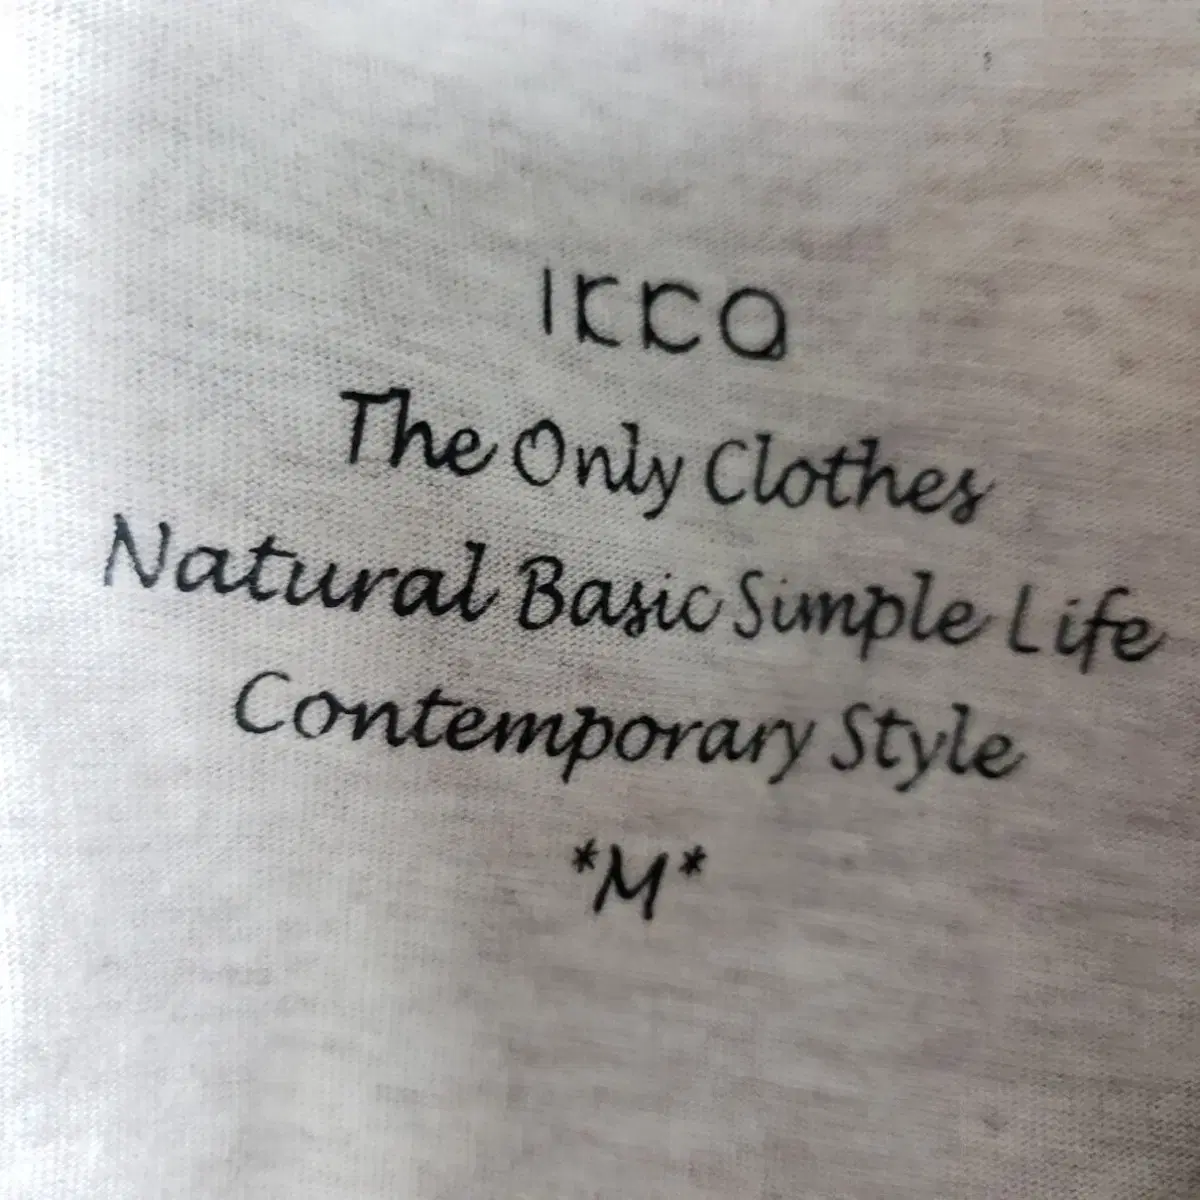 IKKA
The Only Clothes
Natural Basic Simple Life
Contemporary Style
*M*